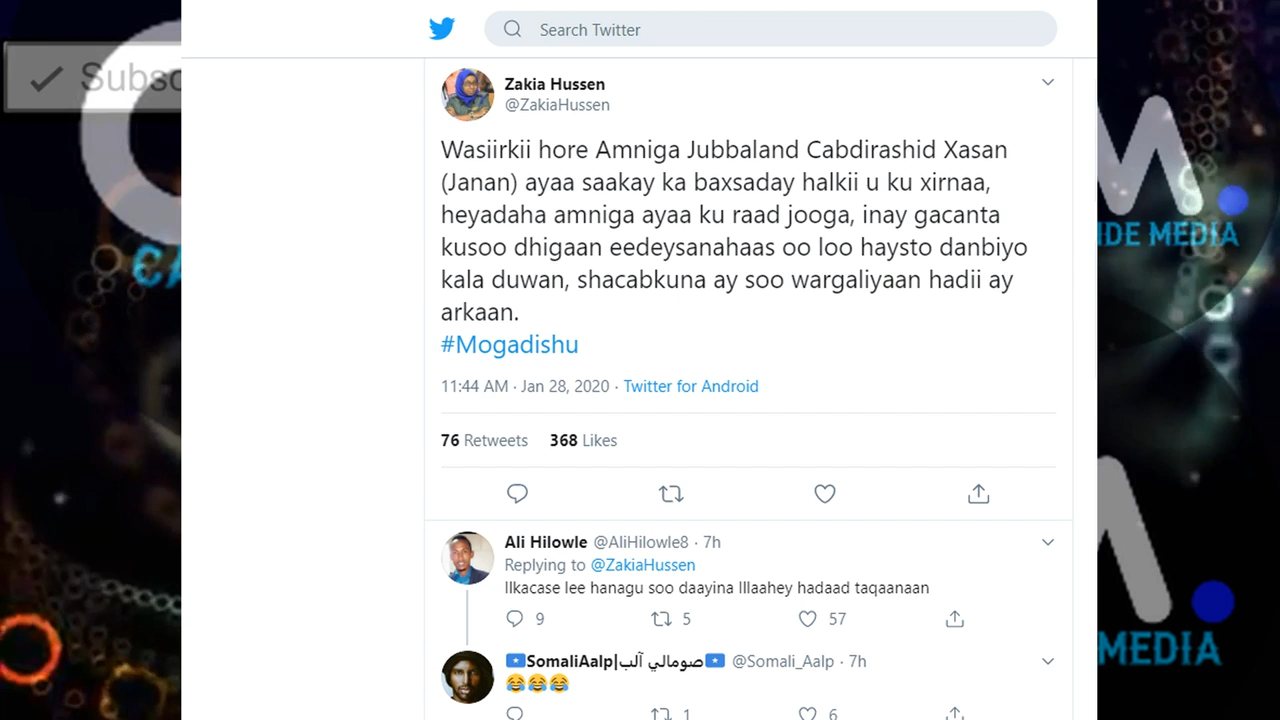 Subsc
Search Twitter
Zakia Hussen
@ZakiaHussen
Wasiirkii hore Amniga Jubbaland Cabdirashid Xasan
(Janan) ayaa saakay ka baxsaday halkii u ku xirnaa,
heyadaha amniga ayaa ku raad jooga, inay gacanta
kusoo dhigaan eedeysanahaas oo loo haysto danbiyo
kala duwan, shacabkuna ay soo wargaliyaan hadii ay
arkaan.
#Mogadishu
11:44 AM · Jan 28, 2020 · Twitter for Android
76 Retweets 368 Likes
Ali Hilowle @AliHilowle8 · 7h
Replying to @ZakiaHussen
Ilkacase lee hanagu soo daayina Illaahey hadaad taqaanaan
9 5 57
🇸🇴SomaliAalp|صومالي آلب🇸🇴 @Somali_Aalp · 7h
😂😂😂
1 6
IDE MEDIA
MEDIA